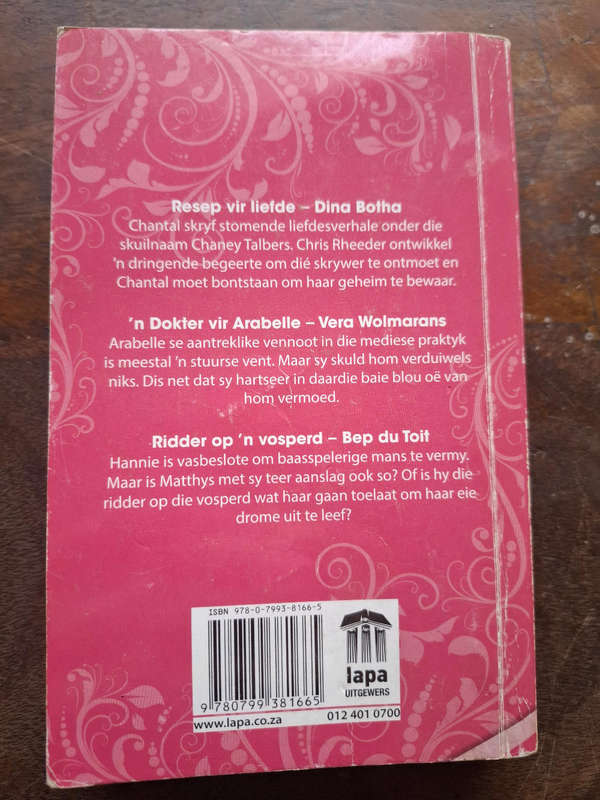 Resep vir liefde – Dina Botha
Chantal skryf stomende liefdesverhale onder die
skuilnaam Chaney Talbers. Chris Rheeder ontwikkel
'n dringende begeerte om dié skrywer te ontmoet en
Chantal moet bontstaan om haar geheim te bewaar.
'n Dokter vir Arabelle – Vera Wolmarans
Arabelle se aantreklike vennoot in die mediese praktyk
is meestal 'n stuurse vent. Maar sy skuld hom verduiwels
niks. Dis net dat sy hartseer in daardie baie blou oë van
hom vermoed.
Ridder op 'n vosperd – Bep du Toit
Hannie is vasbeslote om baasspelerige mans te vermy.
Maar is Matthys met sy teer aanslag ook so? Of is hy die
ridder op die vosperd wat haar gaan toelaat om haar eie
drome uit te leef?
ISBN 978-0-7993-8166-5
9 780799 381665
lapa
UITGEWERS
www.lapa.co.za 012 401 0700